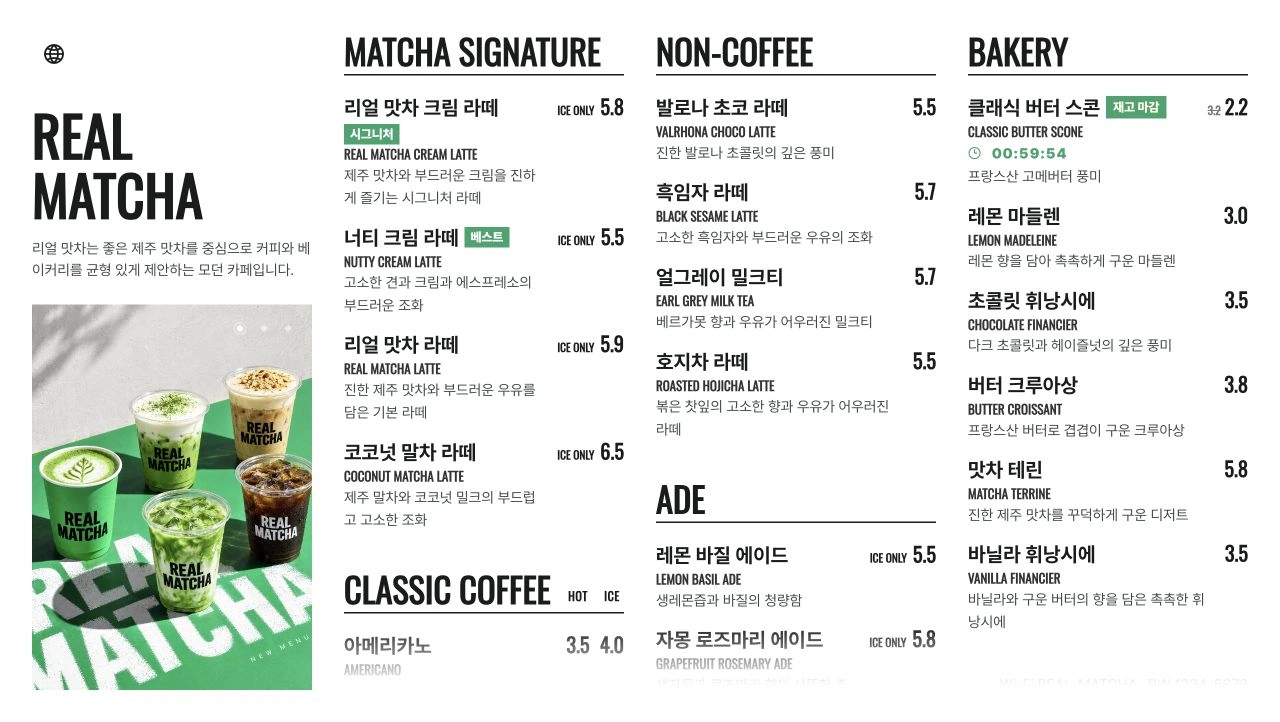 REAL
MATCHA
리얼 맛차는 좋은 제주 맛차를 중심으로 커피와 베
이커리를 균형 있게 제안하는 모던 카페입니다.
REAL
MATCHA
REAL
MATCHA
REAL
MATCHA
REAL
MATCHA
REAL
MATCHA
REAL
MATCHA
NEW MENU
MATCHA SIGNATURE
리얼 맛차 크림 라떼 ICE ONLY 5.8
시그니처
REAL MATCHA CREAM LATTE
제주 맛차와 부드러운 크림을 진하
게 즐기는 시그니처 라떼
너티 크림 라떼 베스트 ICE ONLY 5.5
NUTTY CREAM LATTE
고소한 견과 크림과 에스프레소의
부드러운 조화
리얼 맛차 라떼 ICE ONLY 5.9
REAL MATCHA LATTE
진한 제주 맛차와 부드러운 우유를
담은 기본 라떼
코코넛 말차 라떼 ICE ONLY 6.5
COCONUT MATCHA LATTE
제주 말차와 코코넛 밀크의 부드럽
고 고소한 조화
CLASSIC COFFEE HOT ICE
아메리카노 3.5 4.0
AMERICANO
NON-COFFEE
발로나 초코 라떼 5.5
VALRHONA CHOCO LATTE
진한 발로나 초콜릿의 깊은 풍미
흑임자 라떼 5.7
BLACK SESAME LATTE
고소한 흑임자와 부드러운 우유의 조화
얼그레이 밀크티 5.7
EARL GREY MILK TEA
베르가못 향과 우유가 어우러진 밀크티
호지차 라떼 5.5
ROASTED HOJICHA LATTE
볶은 찻잎의 고소한 향과 우유가 어우러진
라떼
ADE
레몬 바질 에이드 ICE ONLY 5.5
LEMON BASIL ADE
생레몬즙과 바질의 청량함
자몽 로즈마리 에이드 ICE ONLY 5.8
GRAPEFRUIT ROSEMARY ADE
BAKERY
클래식 버터 스콘 재고 마감 3.2 2.2
CLASSIC BUTTER SCONE
00:59:54
프랑스산 고메버터 풍미
레몬 마들렌 3.0
LEMON MADELEINE
레몬 향을 담아 촉촉하게 구운 마들렌
초콜릿 휘낭시에 3.5
CHOCOLATE FINANCIER
다크 초콜릿과 헤이즐넛의 깊은 풍미
버터 크루아상 3.8
BUTTER CROISSANT
프랑스산 버터로 겹겹이 구운 크루아상
맛차 테린 5.8
MATCHA TERRINE
진한 제주 맛차를 꾸덕하게 구운 디저트
바닐라 휘낭시에 3.5
VANILLA FINANCIER
바닐라와 구운 버터의 향을 담은 촉촉한 휘
낭시에